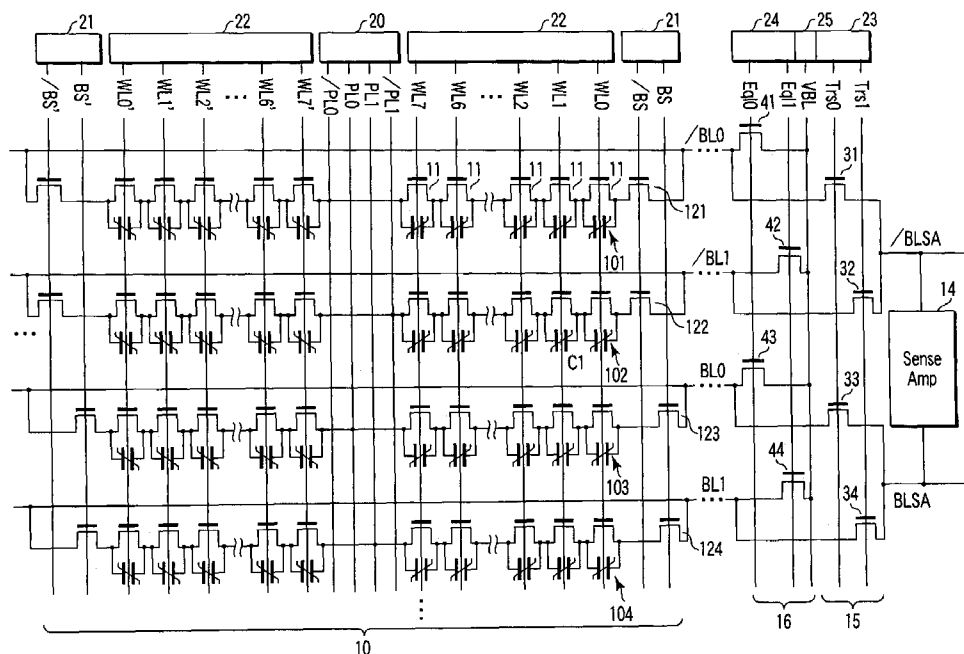 21 22 20 22 21 24 25 23
/BS' BS' WL0' WL1' WL2' ... WL6' WL7' /PL0 PL0 PL1 /PL1 WL7 WL6 ... WL2 WL1 WL0 /BS BS Eql0 Eql1 VBL Trs0 Trs1
/BL0 ... 41
11 11 11 11 11 31
121
101
42
/BL1 ... /BLSA
32 14
... 122
C1 102 43
BL0 ... Sense
Amp
33
123
103 44
BL1 ... BLSA
34
124
104
...
10 16 15